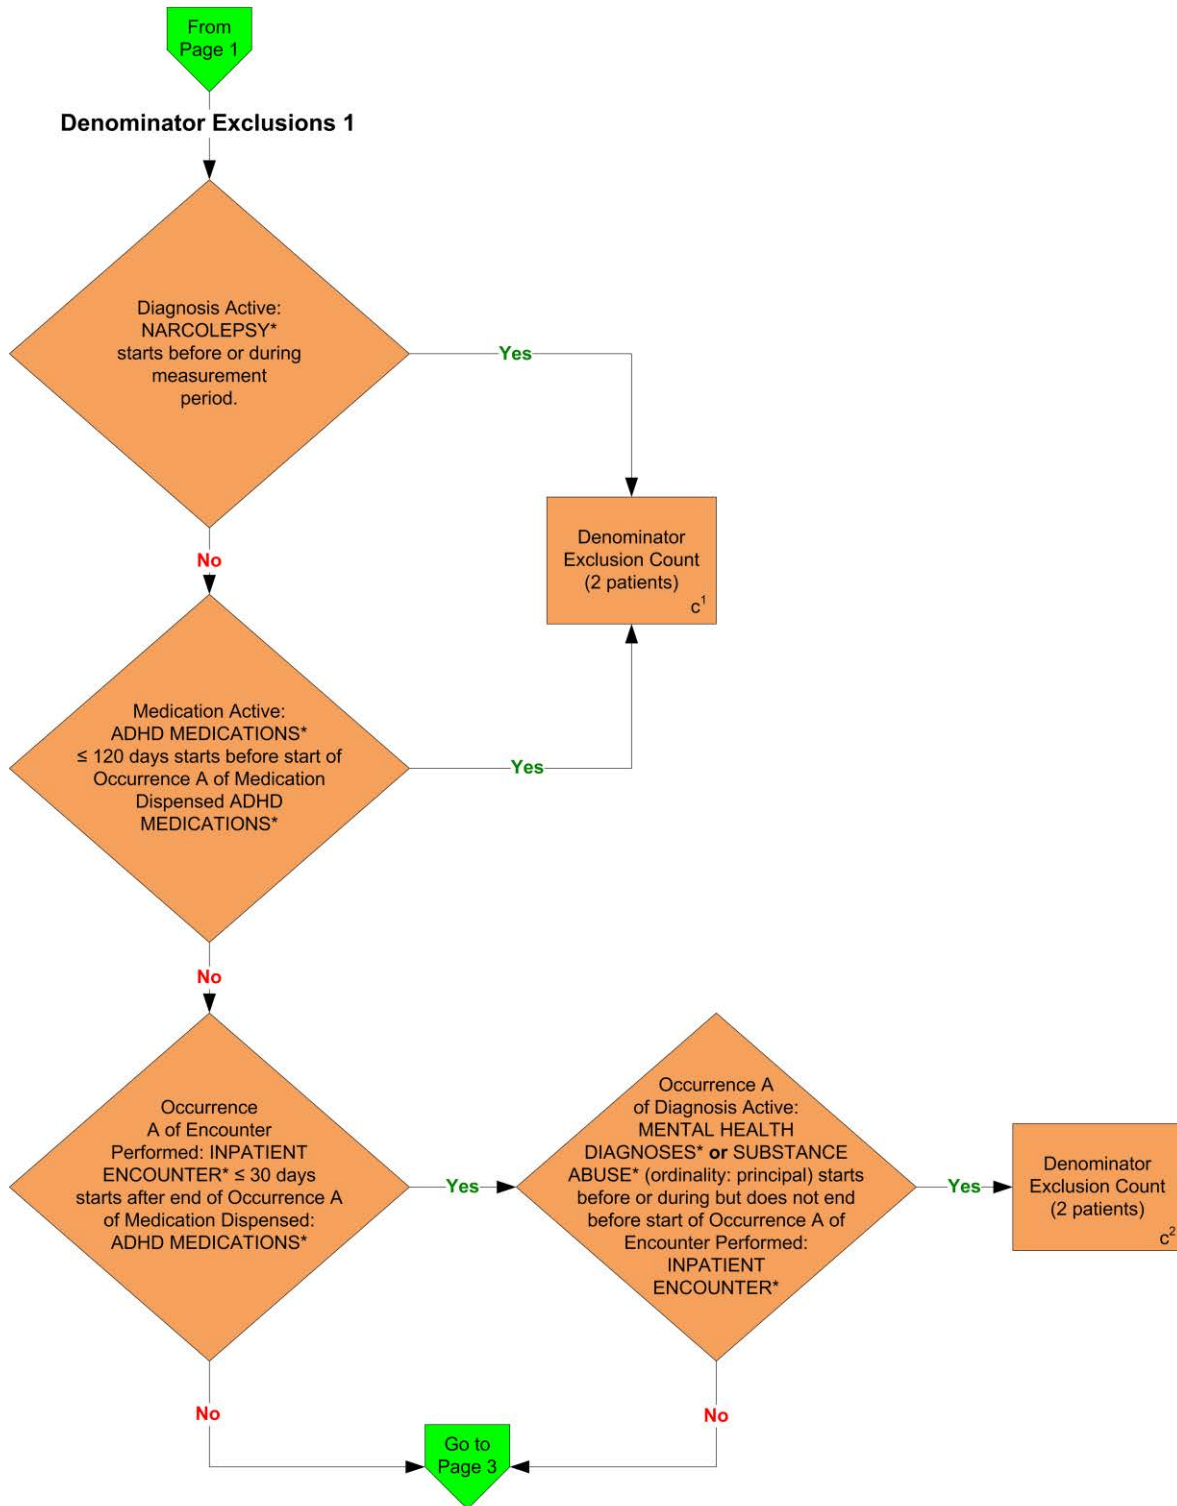 From
Page 1
Denominator Exclusions 1
Diagnosis Active:
NARCOLEPSY*
starts before or during
measurement
period.
Yes
No
Denominator
Exclusion Count
(2 patients)
c¹
Medication Active:
ADHD MEDICATIONS*
≤ 120 days starts before start of
Occurrence A of Medication
Dispensed ADHD
MEDICATIONS*
Yes
No
Occurrence
A of Encounter
Performed: INPATIENT
ENCOUNTER* ≤ 30 days
starts after end of Occurrence A
of Medication Dispensed:
ADHD MEDICATIONS*
Yes
Occurrence A
of Diagnosis Active:
MENTAL HEALTH
DIAGNOSES* or SUBSTANCE
ABUSE* (ordinality: principal) starts
before or during but does not end
before start of Occurrence A of
Encounter Performed:
INPATIENT
ENCOUNTER*
Yes
Denominator
Exclusion Count
(2 patients)
c²
No
No
Go to
Page 3